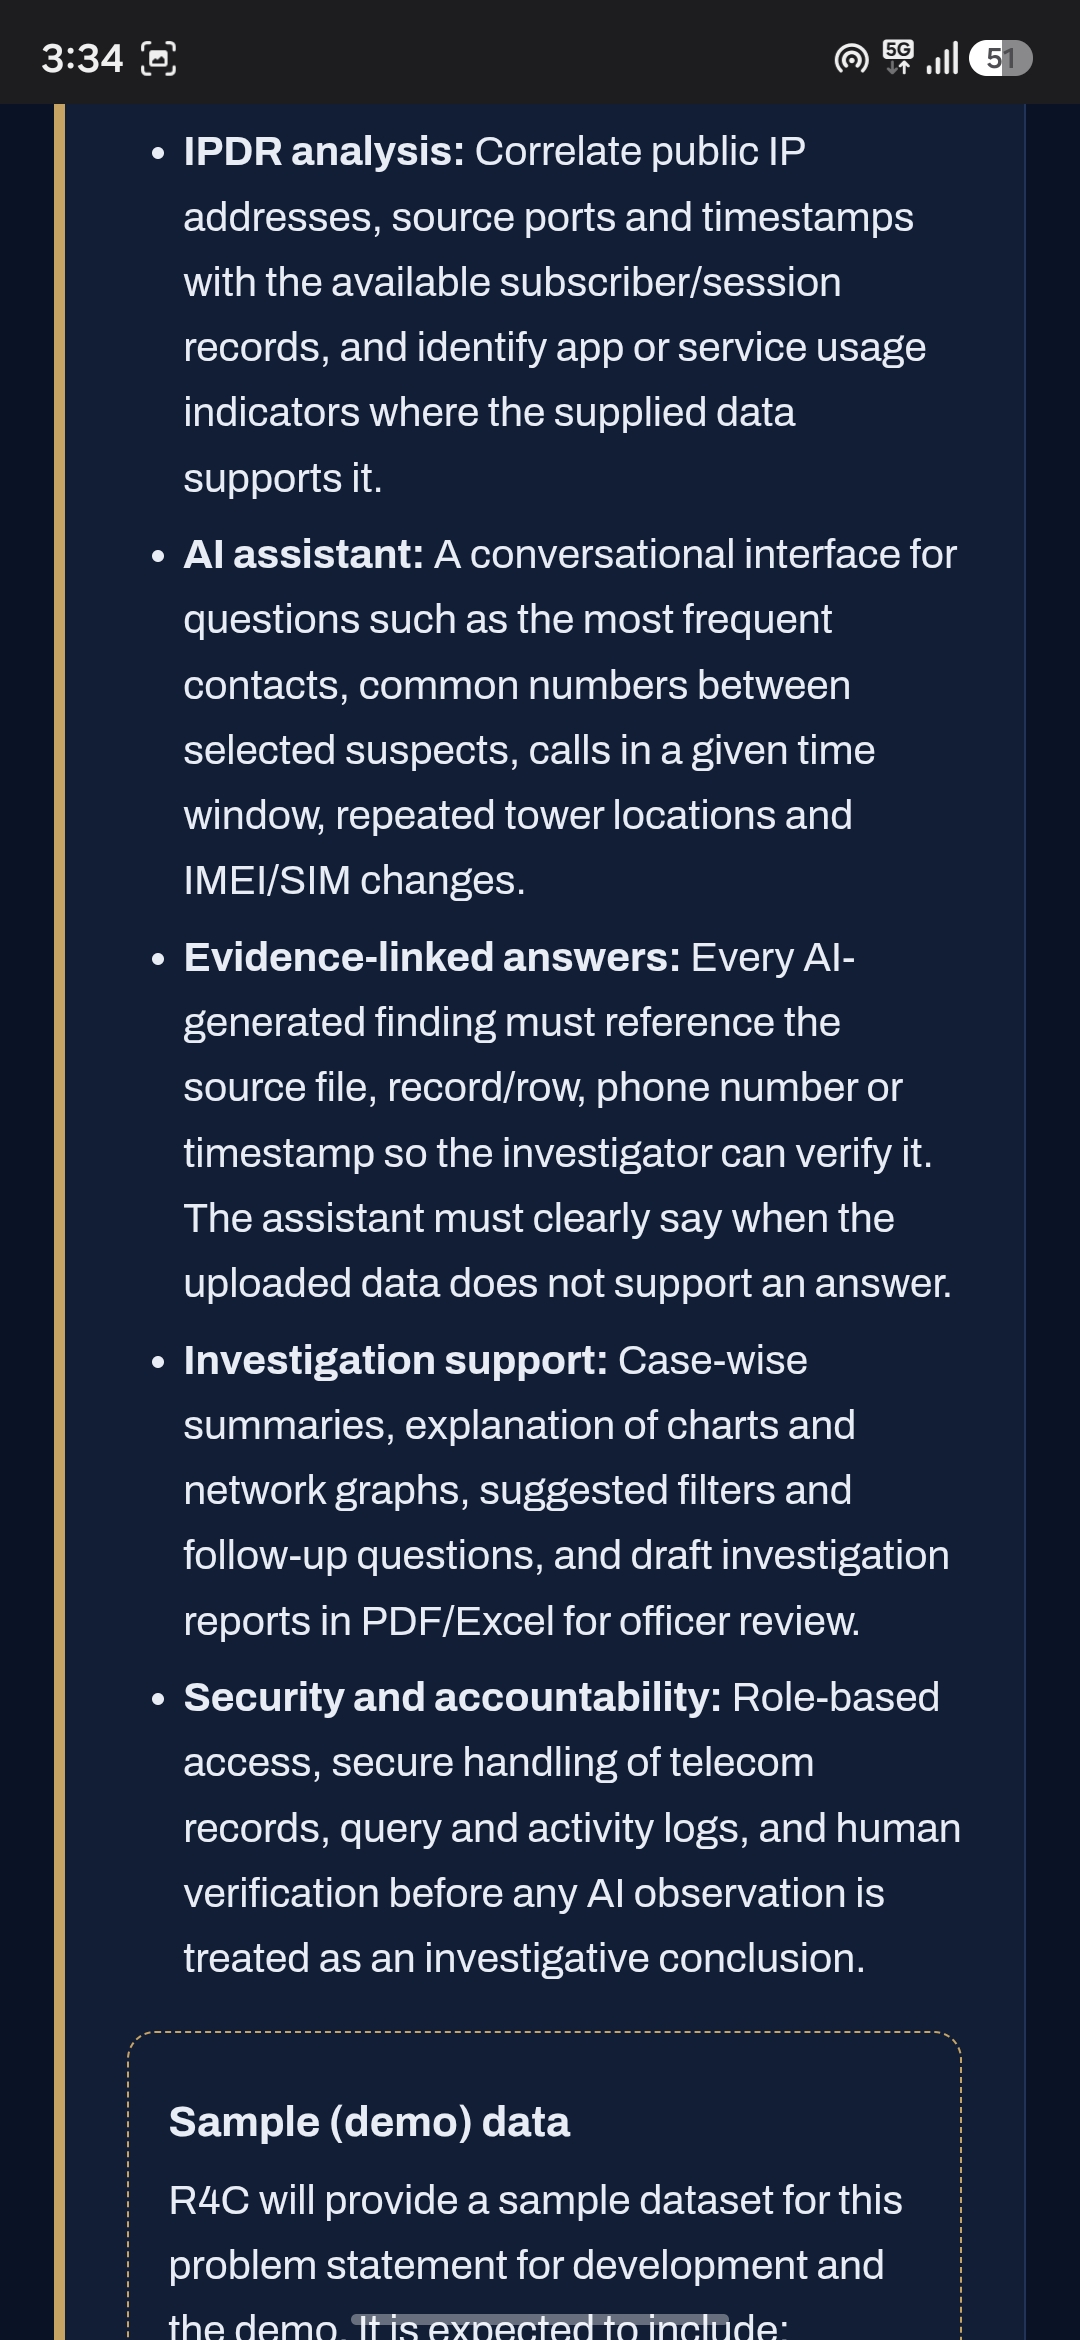 3:34
5G
51
• IPDR analysis: Correlate public IP
addresses, source ports and timestamps
with the available subscriber/session
records, and identify app or service usage
indicators where the supplied data
supports it.
• AI assistant: A conversational interface for
questions such as the most frequent
contacts, common numbers between
selected suspects, calls in a given time
window, repeated tower locations and
IMEI/SIM changes.
• Evidence-linked answers: Every AI-
generated finding must reference the
source file, record/row, phone number or
timestamp so the investigator can verify it.
The assistant must clearly say when the
uploaded data does not support an answer.
• Investigation support: Case-wise
summaries, explanation of charts and
network graphs, suggested filters and
follow-up questions, and draft investigation
reports in PDF/Excel for officer review.
• Security and accountability: Role-based
access, secure handling of telecom
records, query and activity logs, and human
verification before any AI observation is
treated as an investigative conclusion.
Sample (demo) data
R4C will provide a sample dataset for this
problem statement for development and
the demo. It is expected to include: